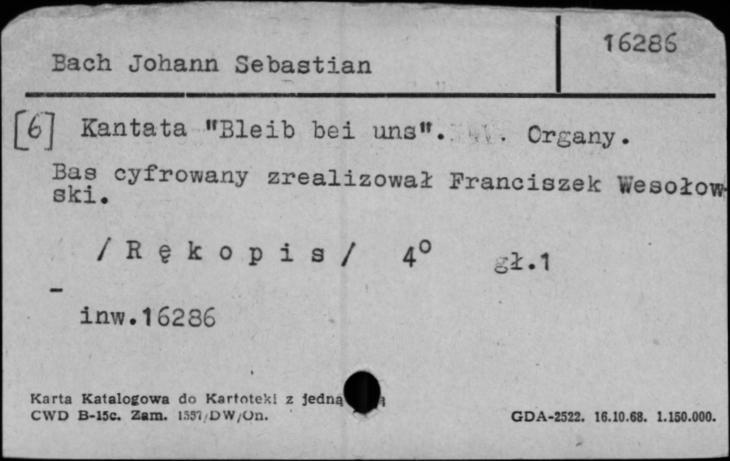 16286
Bach Johann Sebastian
[6] Kantata "Bleib bei uns". Organy.
Bas cyfrowany zrealizował Franciszek Wesołow-
ski.
/Rękopis/ 4° gł.1
-
inw.16286
Karta Katalogowa do Kartoteki z jedną
CWD B-15c. Zam. 1557/DW/On.
GDA-2522. 16.10.68. 1.150.000.